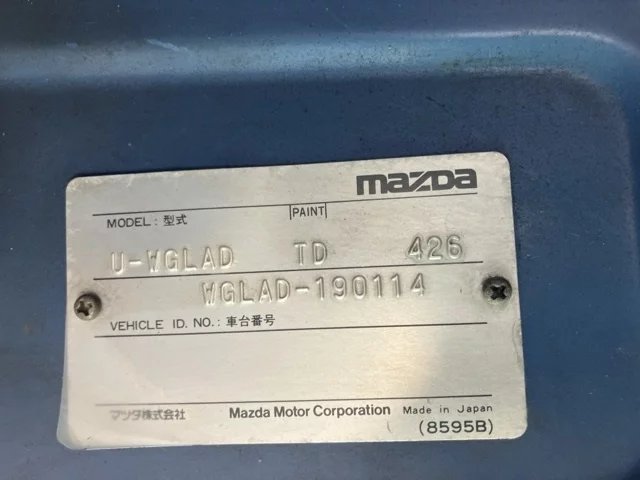 mazda
MODEL : 型式 PAINT
U-WGLAD TD 426
WGLAD-190114
VEHICLE ID. NO. : 車台番号
マツダ株式会社 Mazda Motor Corporation Made in Japan
(8595B)